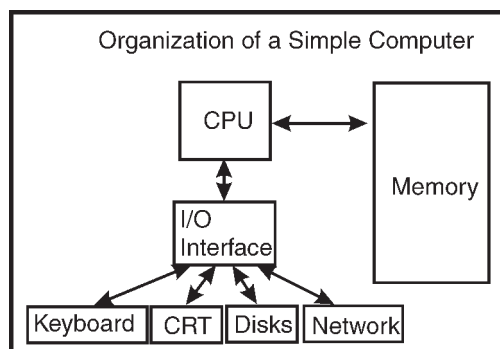 Organization of a Simple Computer
CPU
Memory
I/O
Interface
Keyboard
CRT
Disks
Network